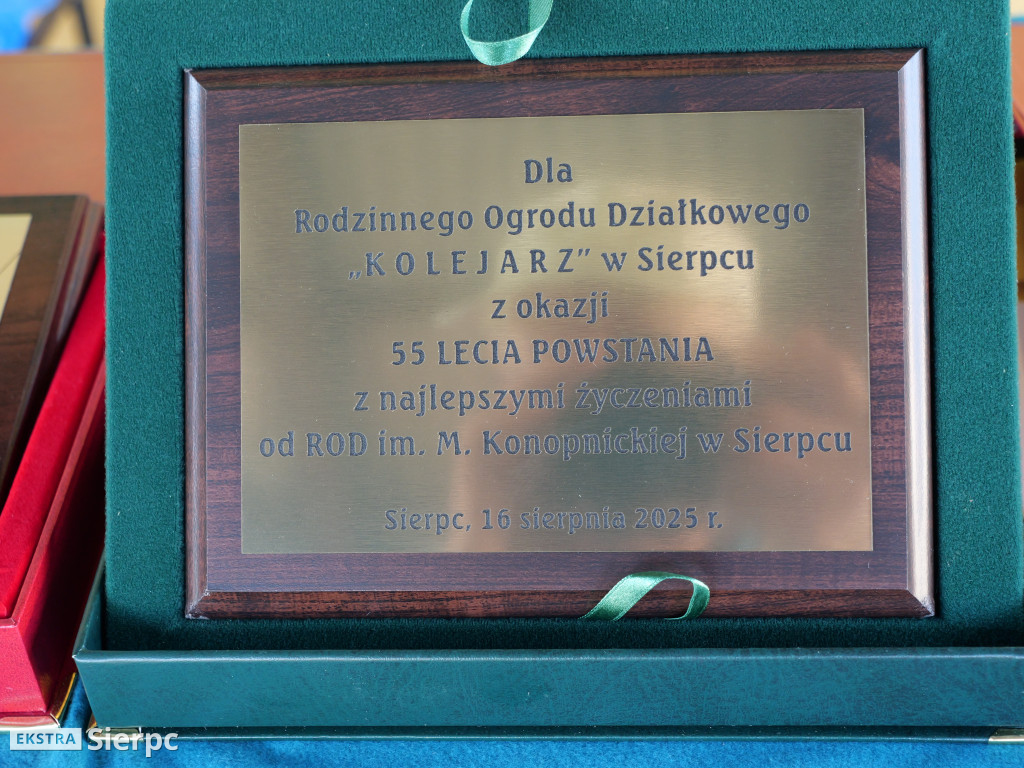 Dla
Rodzinnego Ogrodu Działkowego
„K O L E J A R Z” w Sierpcu
z okazji
55 LECIA POWSTANIA
z najlepszymi życzeniami
od ROD im. M. Konopnickiej w Sierpcu
Sierpc, 16 sierpnia 2025 r.
EKSTRA Sierpc